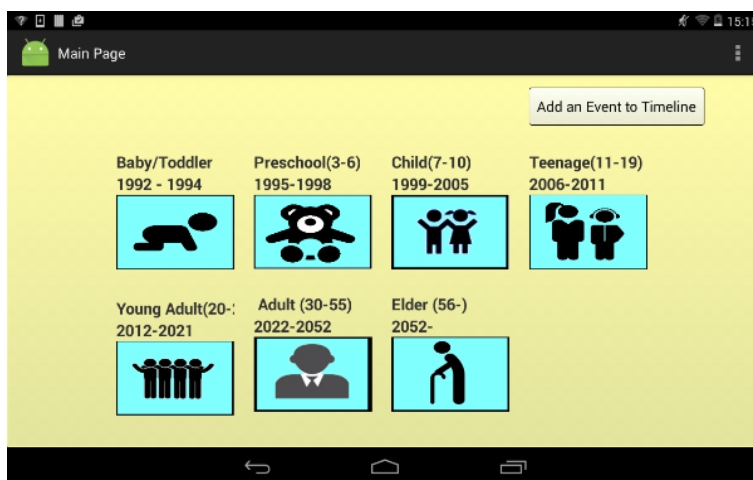 15:15
Main Page
Add an Event to Timeline
Baby/Toddler
1992 - 1994
Preschool(3-6)
1995-1998
Child(7-10)
1999-2005
Teenage(11-19)
2006-2011
Young Adult(20-
2012-2021
Adult (30-55)
2022-2052
Elder (56-)
2052-